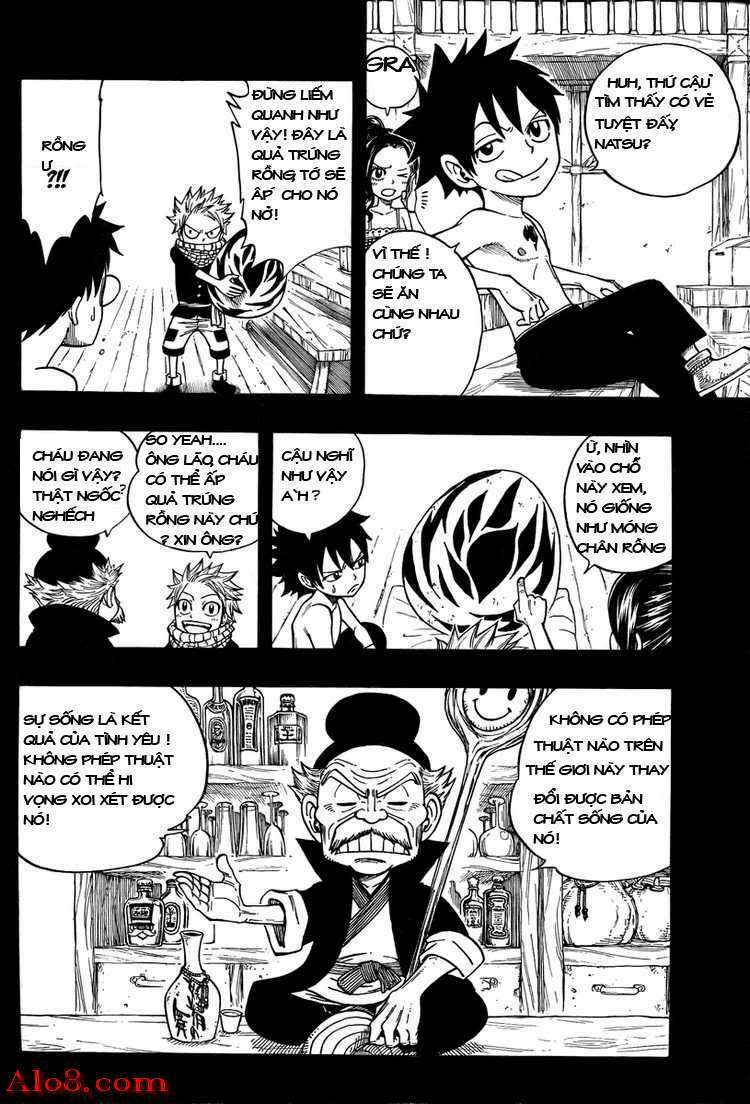 GRA
HUH, THỨ CẬU
TÌM THẤY CÓ VẺ
TUYỆT ĐẤY,
NATSU?
VÌ THẾ !
CHÚNG TA
SẼ ĂN
CÙNG NHAU
CHỨ?
ĐỪNG LIẾM
QUANH NHƯ
VẬY! ĐÂY LÀ
QUẢ TRỨNG
RỒNG, TỚ SẼ
ẤP CHO NÓ
NỞ!
RỒNG
Ư
?!!
Ừ, NHÌN
VÀO CHỖ
NÀY XEM,
NÓ GIỐNG
NHƯ MÓNG
CHÂN RỒNG
CẬU NGHĨ
NHƯ VẬY
A`H ?
SO YEAH....
ÔNG LÃO, CHÁU
CÓ THỂ ẤP
QUẢ TRỨNG
RỒNG NÀY CHỨ
? XIN ÔNG?
CHÁU ĐANG
NÓI GÌ VẬY?
THẬT NGỐC
NGHẾCH
KHÔNG CÓ PHÉP
THUẬT NÀO TRÊN
THẾ GIƠI NÀY THAY
ĐỔI ĐƯỢC BẢN
CHẤT SỐNG CỦA
NÓ!
SỰ SỐNG LÀ KẾT
QUẢ CỦA TÌNH YÊU !
KHÔNG PHÉP THUẬT
NÀO CÓ THỂ HI
VỌNG XOI XÉT ĐƯỢC
NÓ!
Alo8.com